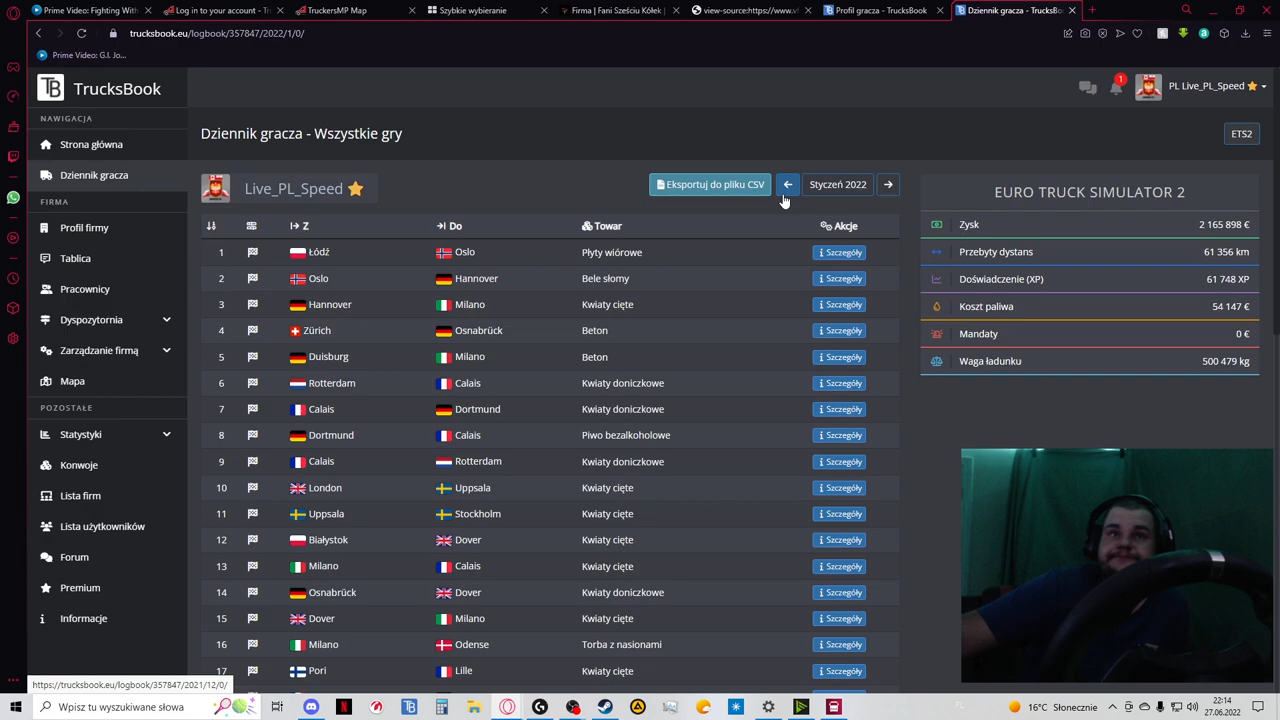 Prime Video: Fighting With
Log in to your account - T
TruckersMP Map
Szybkie wybieranie
Firma | Fani Sześciu Kółek |
view-source:https://www.v
Profil gracza - TrucksBook
Dziennik gracza - TrucksBo
trucksbook.eu/logbook/357847/2022/1/0/
Prime Video: G.I. Jo...
TB
TrucksBook
1
PL Live_PL_Speed
NAWIGACJA
Strona główna
Dziennik gracza
FIRMA
Profil firmy
Tablica
Pracownicy
Dyspozytornia
Zarządzanie firmą
Mapa
POZOSTAŁE
Statystyki
Konwoje
Lista firm
Lista użytkowników
Forum
Premium
Informacje
Dziennik gracza - Wszystkie gry
ETS2
Live_PL_Speed
Eksportuj do pliku CSV
Styczeń 2022
Z Do Towar Akcje
1 Łódź Oslo Płyty wiórowe Szczegóły
2 Oslo Hannover Bele słomy Szczegóły
3 Hannover Milano Kwiaty cięte Szczegóły
4 Zürich Osnabrück Beton Szczegóły
5 Duisburg Milano Beton Szczegóły
6 Rotterdam Calais Kwiaty doniczkowe Szczegóły
7 Calais Dortmund Kwiaty doniczkowe Szczegóły
8 Dortmund Calais Piwo bezalkoholowe Szczegóły
9 Calais Rotterdam Kwiaty doniczkowe Szczegóły
10 London Uppsala Kwiaty cięte Szczegóły
11 Uppsala Stockholm Kwiaty cięte Szczegóły
12 Białystok Dover Kwiaty cięte Szczegóły
13 Milano Calais Kwiaty cięte Szczegóły
14 Osnabrück Dover Kwiaty doniczkowe Szczegóły
15 Dover Milano Kwiaty cięte Szczegóły
16 Milano Odense Torba z nasionami Szczegóły
17 Pori Lille Kwiaty cięte Szczegóły
EURO TRUCK SIMULATOR 2
Zysk 2 165 898 €
Przebyty dystans 61 356 km
Doświadczenie (XP) 61 748 XP
Koszt paliwa 54 147 €
Mandaty 0 €
Waga ładunku 500 479 kg
https://trucksbook.eu/logbook/357847/2021/12/0/
Wpisz tu wyszukiwane słowa
PL
16°C Słonecznie
22:14
27.06.2022